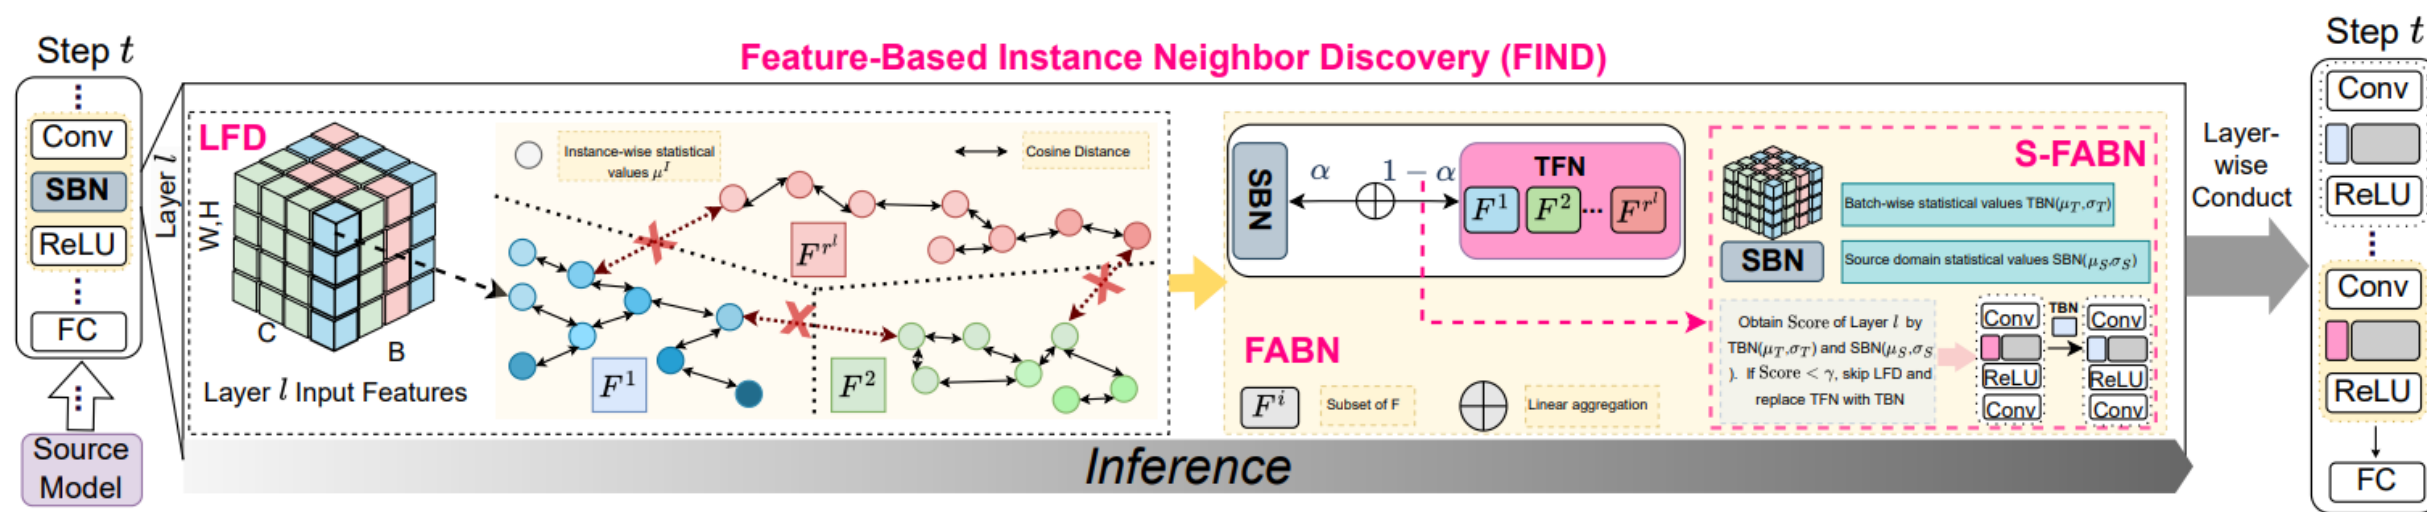 Feature-Based Instance Neighbor Discovery (FIND)
Step t
⋮
Conv
SBN
ReLU
⋮
FC
⋮
Source
Model
Layer l
LFD
W,H
C
B
Layer l Input Features
Instance-wise statistical
values μ^I
Cosine Distance
F^{r^l}
F^1
F^2
SBN
α
1 − α
TFN
F^1
F^2
...
F^{r^l}
FABN
F^i
Subset of F
Linear aggregation
S-FABN
Batch-wise statistical values TBN(μ_T,σ_T)
SBN
Source domain statistical values SBN(μ_S,σ_S)
Obtain Score of Layer l by
TBN(μ_T,σ_T) and SBN(μ_S,σ_S
). If Score < γ, skip LFD and
replace TFN with TBN
Conv
ReLU
Conv
TBN
Conv
ReLU
Conv
Inference
Layer-
wise
Conduct
Step t
Conv
ReLU
⋮
Conv
ReLU
FC